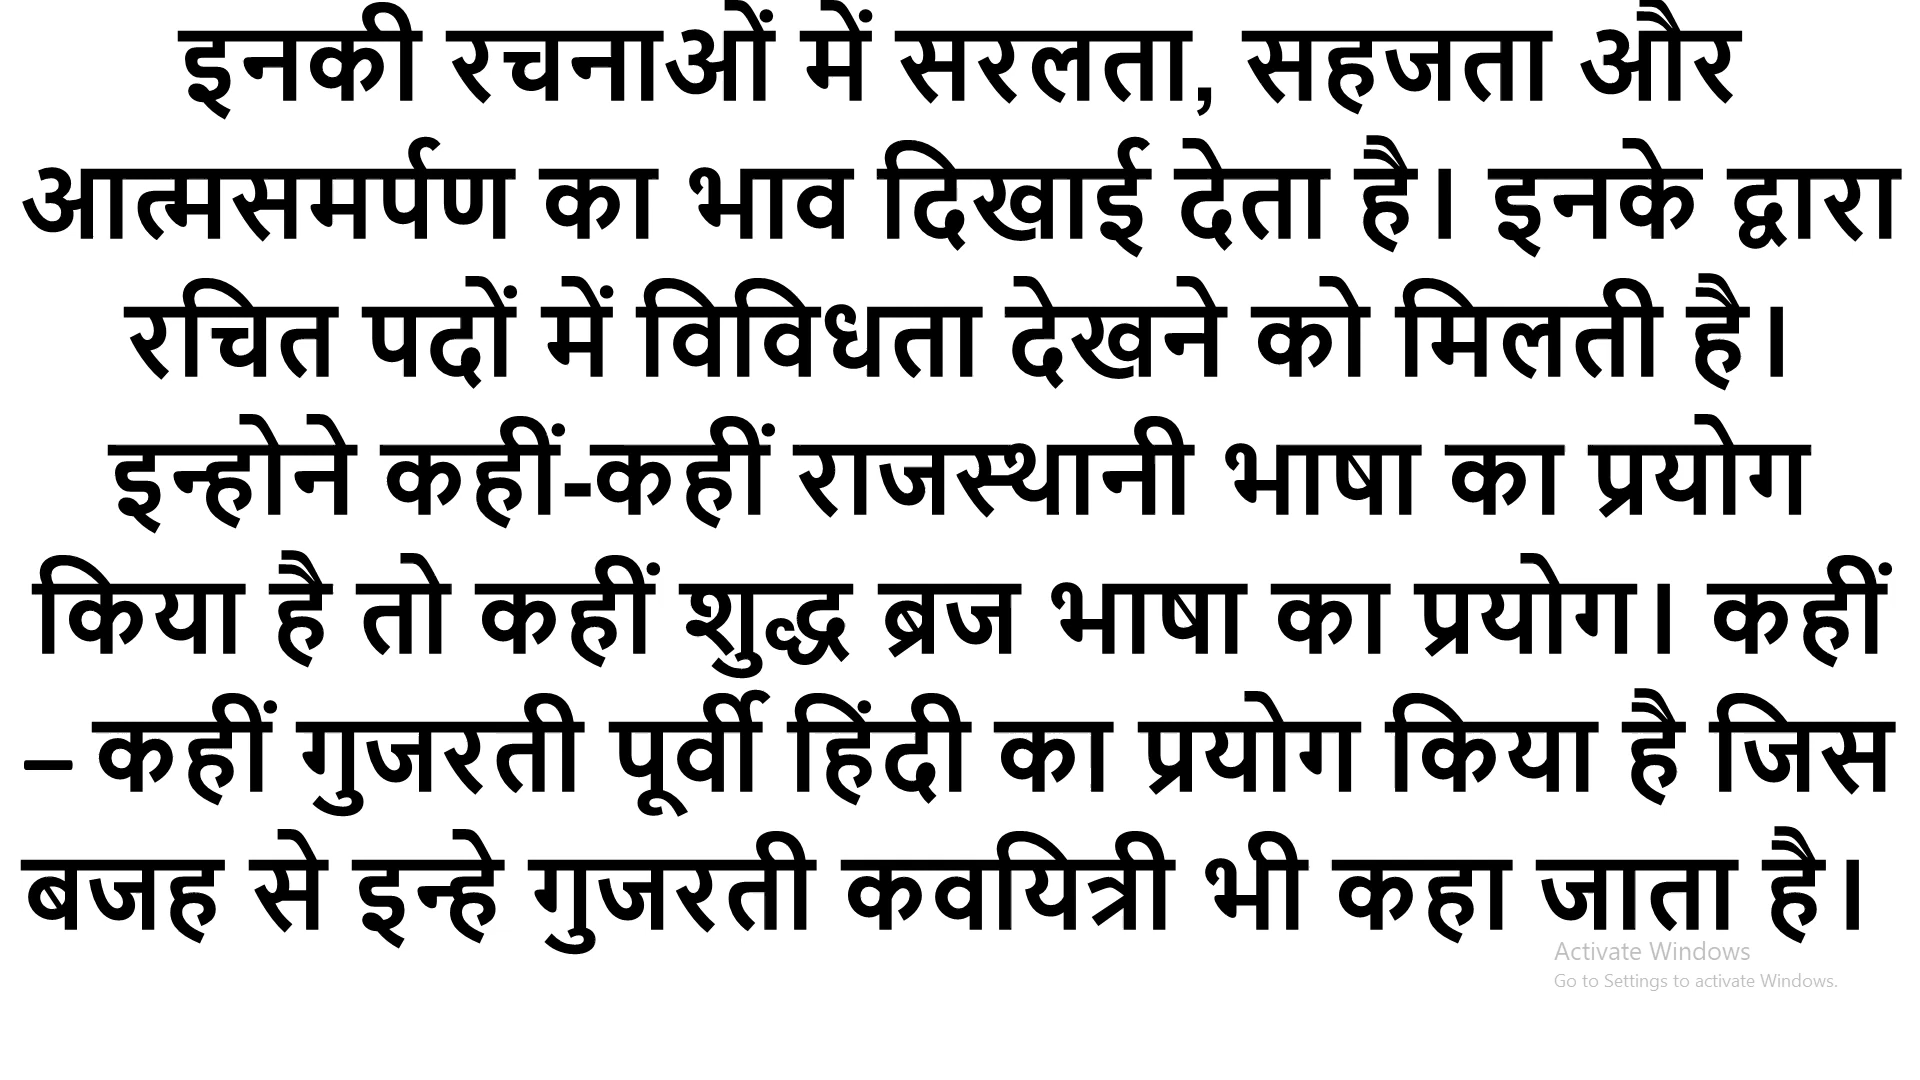 इनकी रचनाओं में सरलता, सहजता और
आत्मसमर्पण का भाव दिखाई देता है। इनके द्वारा
रचित पदों में विविधता देखने को मिलती है।
इन्होने कहीं-कहीं राजस्थानी भाषा का प्रयोग
किया है तो कहीं शुद्ध ब्रज भाषा का प्रयोग। कहीं
– कहीं गुजरती पूर्वी हिंदी का प्रयोग किया है जिस
बजह से इन्हे गुजरती कवयित्री भी कहा जाता है।
Activate Windows
Go to Settings to activate Windows.